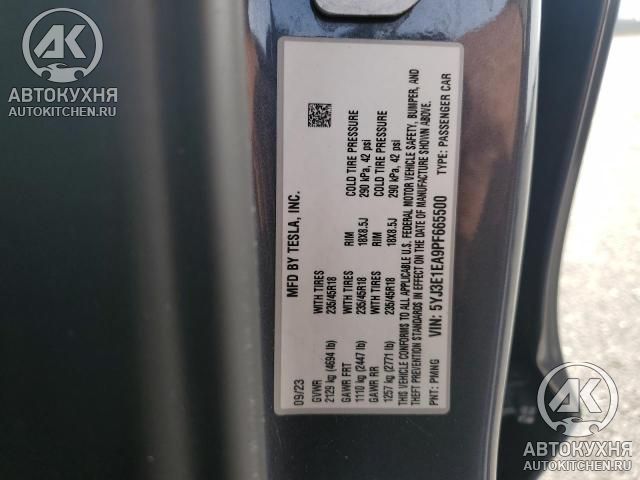 AK
АВТОКУХНЯ
AUTOKITCHEN.RU
MFD BY TESLA, INC.
09/23
GVWR
2129 kg (4694 lb)
WITH TIRES
235/45R18
RIM
18X8.5J
COLD TIRE PRESSURE
290 kPa, 42 psi
GAWR FRT
1110 kg (2447 lb)
WITH TIRES
235/45R18
RIM
18X8.5J
COLD TIRE PRESSURE
290 kPa, 42 psi
GAWR RR
1257 kg (2771 lb)
WITH TIRES
235/45R18
THIS VEHICLE CONFORMS TO ALL APPLICABLE U.S. FEDERAL MOTOR VEHICLE SAFETY, BUMPER, AND
THEFT PREVENTION STANDARDS IN EFFECT ON THE DATE OF MANUFACTURE SHOWN ABOVE.
VIN: 5YJ3E1EA9PF665500
PNT: PMNG
TYPE: PASSENGER CAR
AK
АВТОКУХНЯ
AUTOKITCHEN.RU